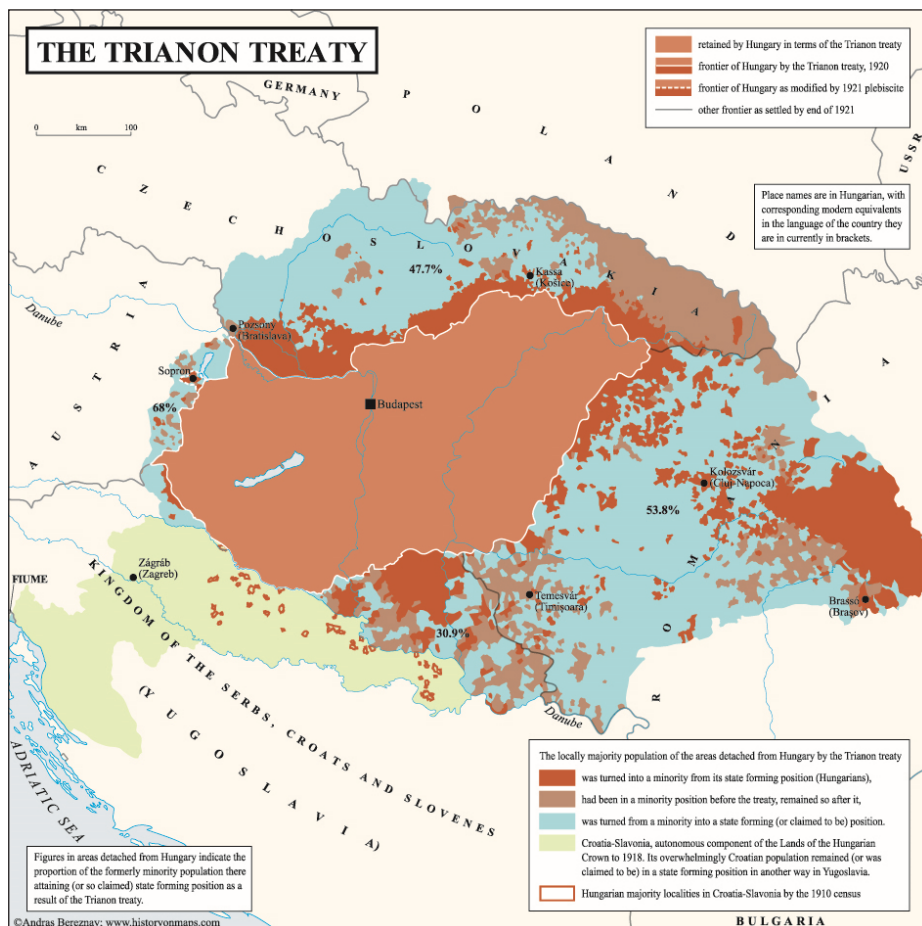 THE TRIANON TREATY
retained by Hungary in terms of the Trianon treaty
frontier of Hungary by the Trianon treaty, 1920
frontier of Hungary as modified by 1921 plebiscite
other frontier as settled by end of 1921
GERMANY
POLAND
USSR
0 km 100
Place names are in Hungarian, with
corresponding modern equivalents
in the language of the country they
are in currently in brackets.
CZECHOSLOVAKIA
47.7%
Kassa
(Košice)
Danube
AUSTRIA
Pozsony
(Bratislava)
Sopron
68%
Budapest
ROMANIA
Kolozsvár
(Cluj-Napoca)
53.8%
Zágráb
(Zagreb)
FIUME
Temesvár
(Timişoara)
Brassó
(Braşov)
30.9%
KINGDOM OF THE SERBS, CROATS AND SLOVENES
(YUGOSLAVIA)
Danube
ADRIATIC SEA
The locally majority population of the areas detached from Hungary by the Trianon treaty
was turned into a minority from its state forming position (Hungarians),
had been in a minority position before the treaty, remained so after it,
was turned from a minority into a state forming (or claimed to be) position.
Croatia-Slavonia, autonomous component of the Lands of the Hungarian
Crown to 1918. Its overwhelmingly Croatian population remained (or was
claimed to be) in a state forming position in another way in Yugoslavia.
Hungarian majority localities in Croatia-Slavonia by the 1910 census
Figures in areas detached from Hungary indicate the
proportion of the formerly minority population there
attaining (or so claimed) state forming position as a
result of the Trianon treaty.
©Andras Bereznay; www.historyonmaps.com
BULGARIA